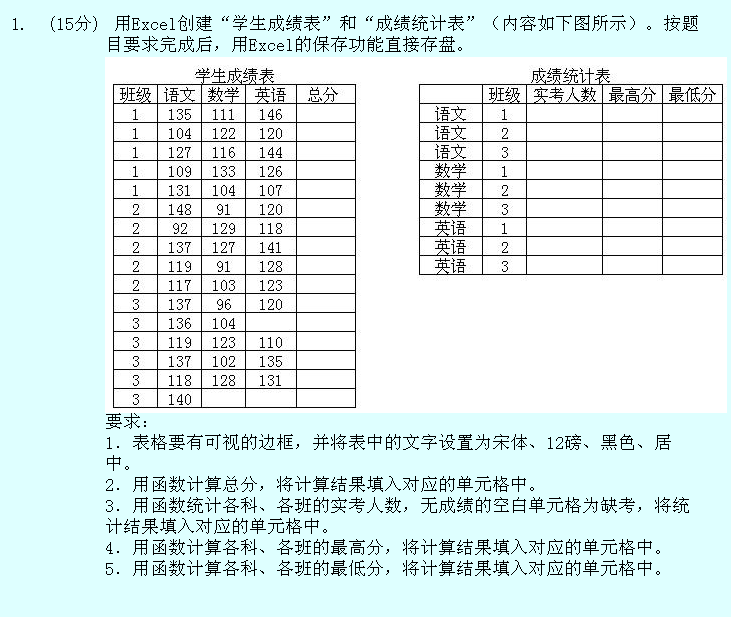 1. (15分) 用Excel创建“学生成绩表”和“成绩统计表”（内容如下图所示）。按题
目要求完成后，用Excel的保存功能直接存盘。
学生成绩表
班级 语文 数学 英语 总分
1 135 111 146
1 104 122 120
1 127 116 144
1 109 133 126
1 131 104 107
2 148 91 120
2 92 129 118
2 137 127 141
2 119 91 128
2 117 103 123
3 137 96 120
3 136 104
3 119 123 110
3 137 102 135
3 118 128 131
3 140
成绩统计表
班级 实考人数 最高分 最低分
语文 1
语文 2
语文 3
数学 1
数学 2
数学 3
英语 1
英语 2
英语 3
要求：
1．表格要有可视的边框，并将表中的文字设置为宋体、12磅、黑色、居
中。
2．用函数计算总分，将计算结果填入对应的单元格中。
3．用函数统计各科、各班的实考人数，无成绩的空白单元格为缺考，将统
计结果填入对应的单元格中。
4．用函数计算各科、各班的最高分，将计算结果填入对应的单元格中。
5．用函数计算各科、各班的最低分，将计算结果填入对应的单元格中。